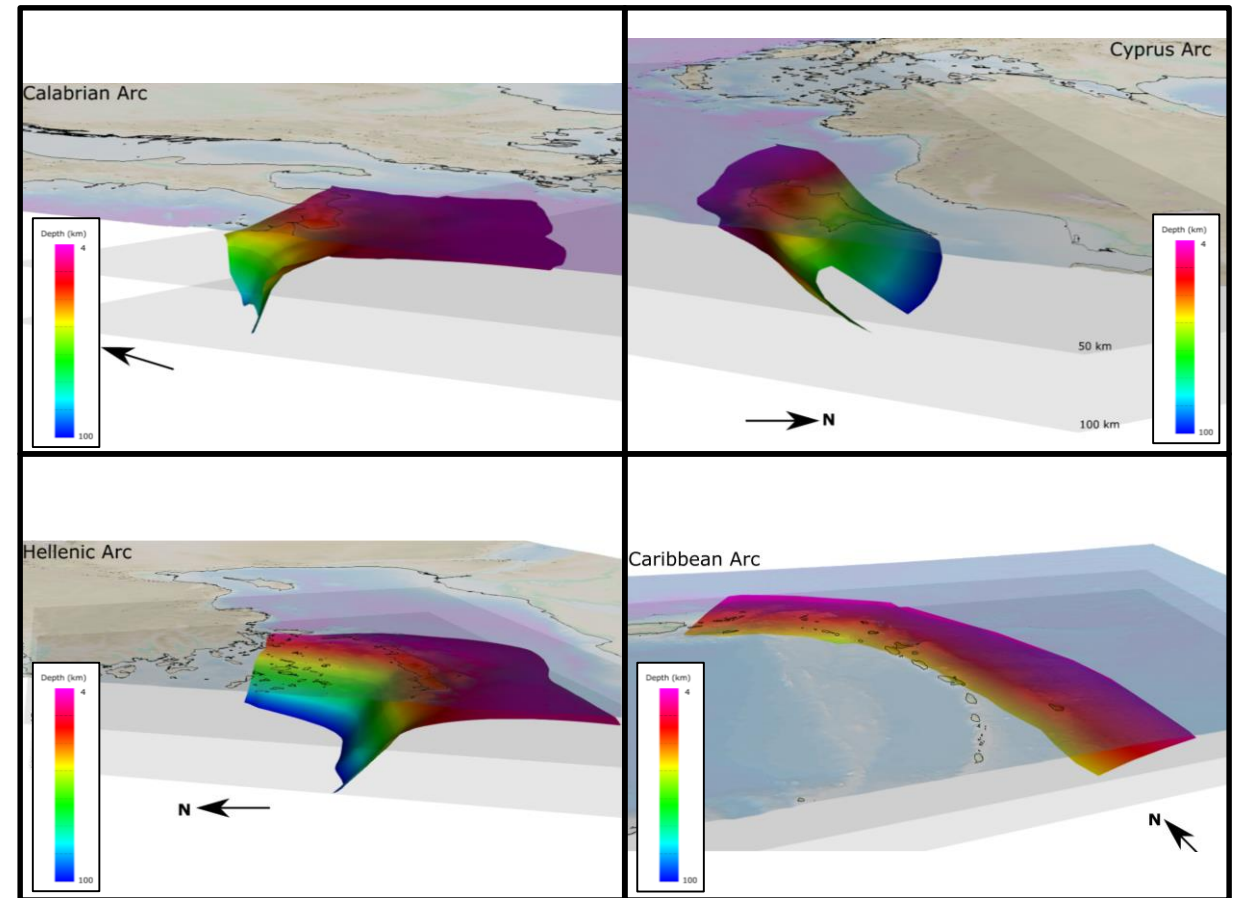 Calabrian Arc
Depth (km)
4
100
Cyprus Arc
50 km
100 km
N
Depth (km)
4
100
Hellenic Arc
Depth (km)
4
100
N
Caribbean Arc
Depth (km)
4
100
N